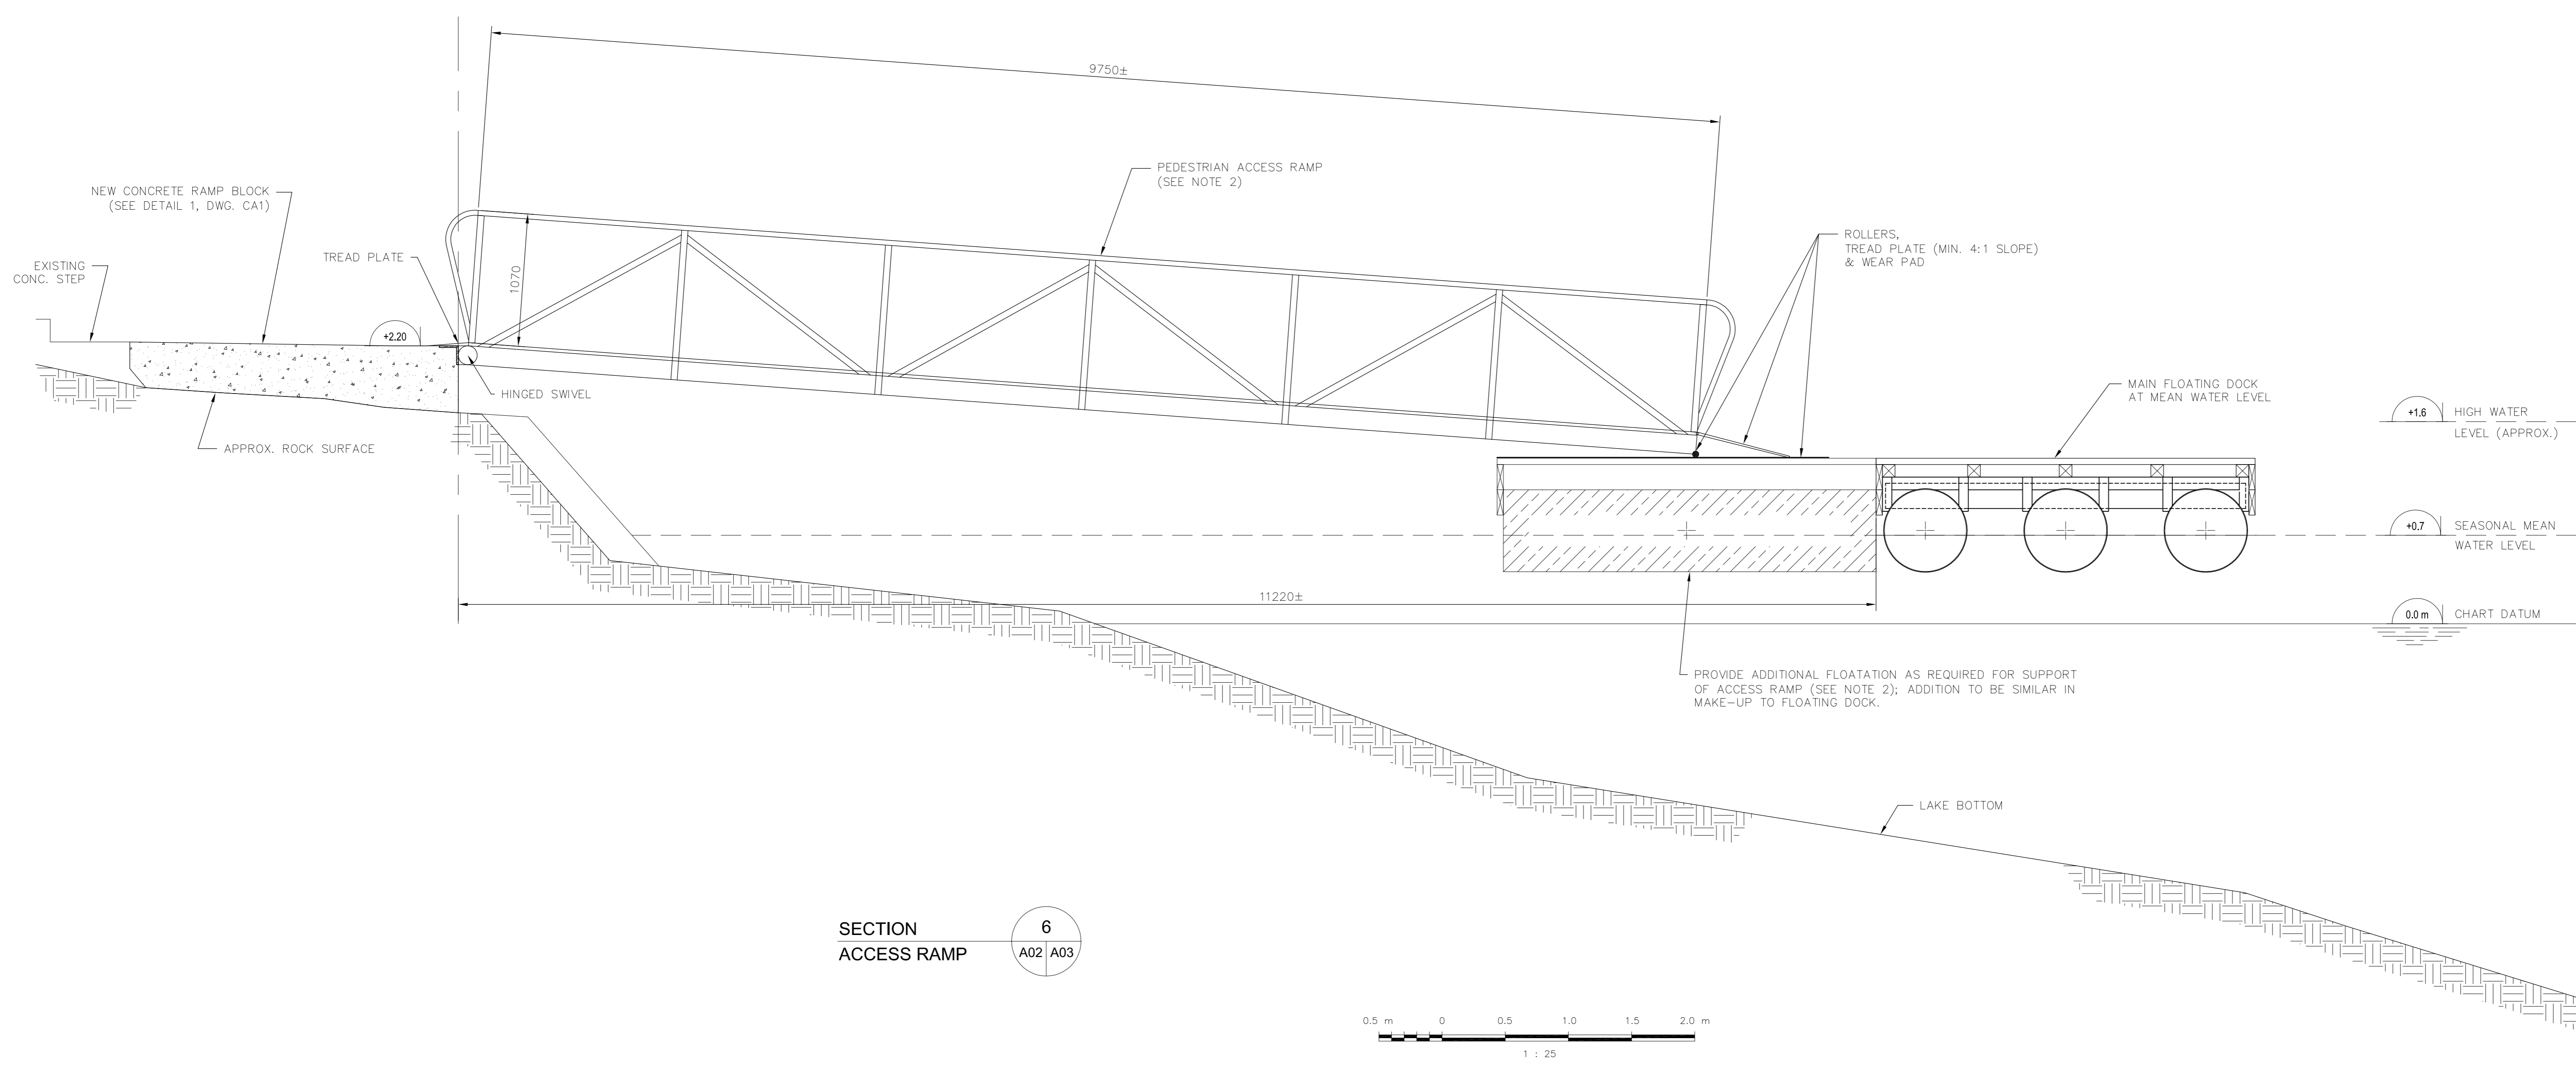 9750±
PEDESTRIAN ACCESS RAMP
(SEE NOTE 2)
NEW CONCRETE RAMP BLOCK
(SEE DETAIL 1, DWG. CA1)
ROLLERS,
TREAD PLATE (MIN. 4:1 SLOPE)
& WEAR PAD
TREAD PLATE
EXISTING
CONC. STEP
1070
+2.20
HINGED SWIVEL
MAIN FLOATING DOCK
AT MEAN WATER LEVEL
+1.6
HIGH WATER
LEVEL (APPROX.)
APPROX. ROCK SURFACE
+0.7
SEASONAL MEAN
WATER LEVEL
11220±
0.0 m
CHART DATUM
PROVIDE ADDITIONAL FLOATATION AS REQUIRED FOR SUPPORT
OF ACCESS RAMP (SEE NOTE 2); ADDITION TO BE SIMILAR IN
MAKE-UP TO FLOATING DOCK.
LAKE BOTTOM
SECTION
ACCESS RAMP
6
A02 A03
0.5 m 0 0.5 1.0 1.5 2.0 m
1 : 25